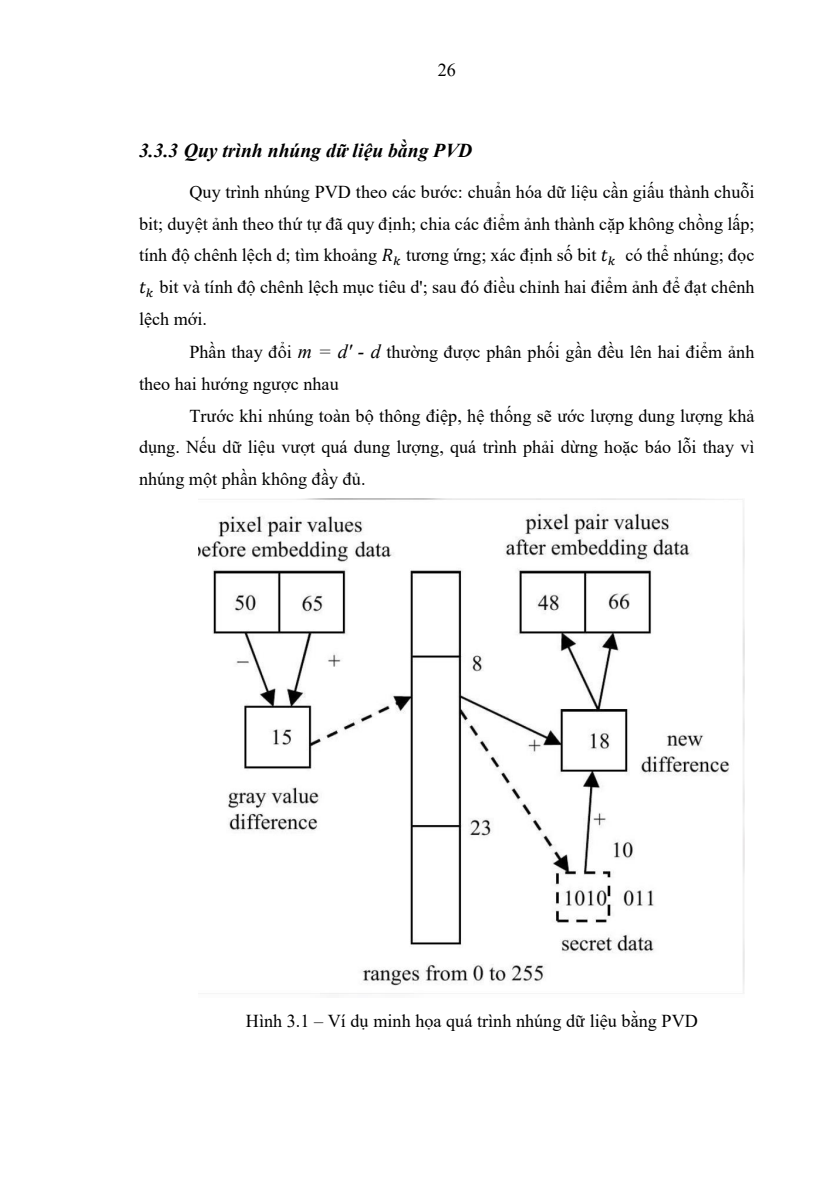 26
3.3.3 Quy trình nhúng dữ liệu bằng PVD
Quy trình nhúng PVD theo các bước: chuẩn hóa dữ liệu cần giấu thành chuỗi
bit; duyệt ảnh theo thứ tự đã quy định; chia các điểm ảnh thành cặp không chồng lấp;
tính độ chênh lệch d; tìm khoảng Rₖ tương ứng; xác định số bit tₖ có thể nhúng; đọc
tₖ bit và tính độ chênh lệch mục tiêu d'; sau đó điều chỉnh hai điểm ảnh để đạt chênh
lệch mới.
Phần thay đổi m = d' - d thường được phân phối gần đều lên hai điểm ảnh
theo hai hướng ngược nhau
Trước khi nhúng toàn bộ thông điệp, hệ thống sẽ ước lượng dung lượng khả
dụng. Nếu dữ liệu vượt quá dung lượng, quá trình phải dừng hoặc báo lỗi thay vì
nhúng một phần không đầy đủ.
pixel pair values
before embedding data
pixel pair values
after embedding data
50 65
48 66
− +
8
15
+
18
new
difference
gray value
difference
23
+
10
1010 011
secret data
ranges from 0 to 255
Hình 3.1 – Ví dụ minh họa quá trình nhúng dữ liệu bằng PVD